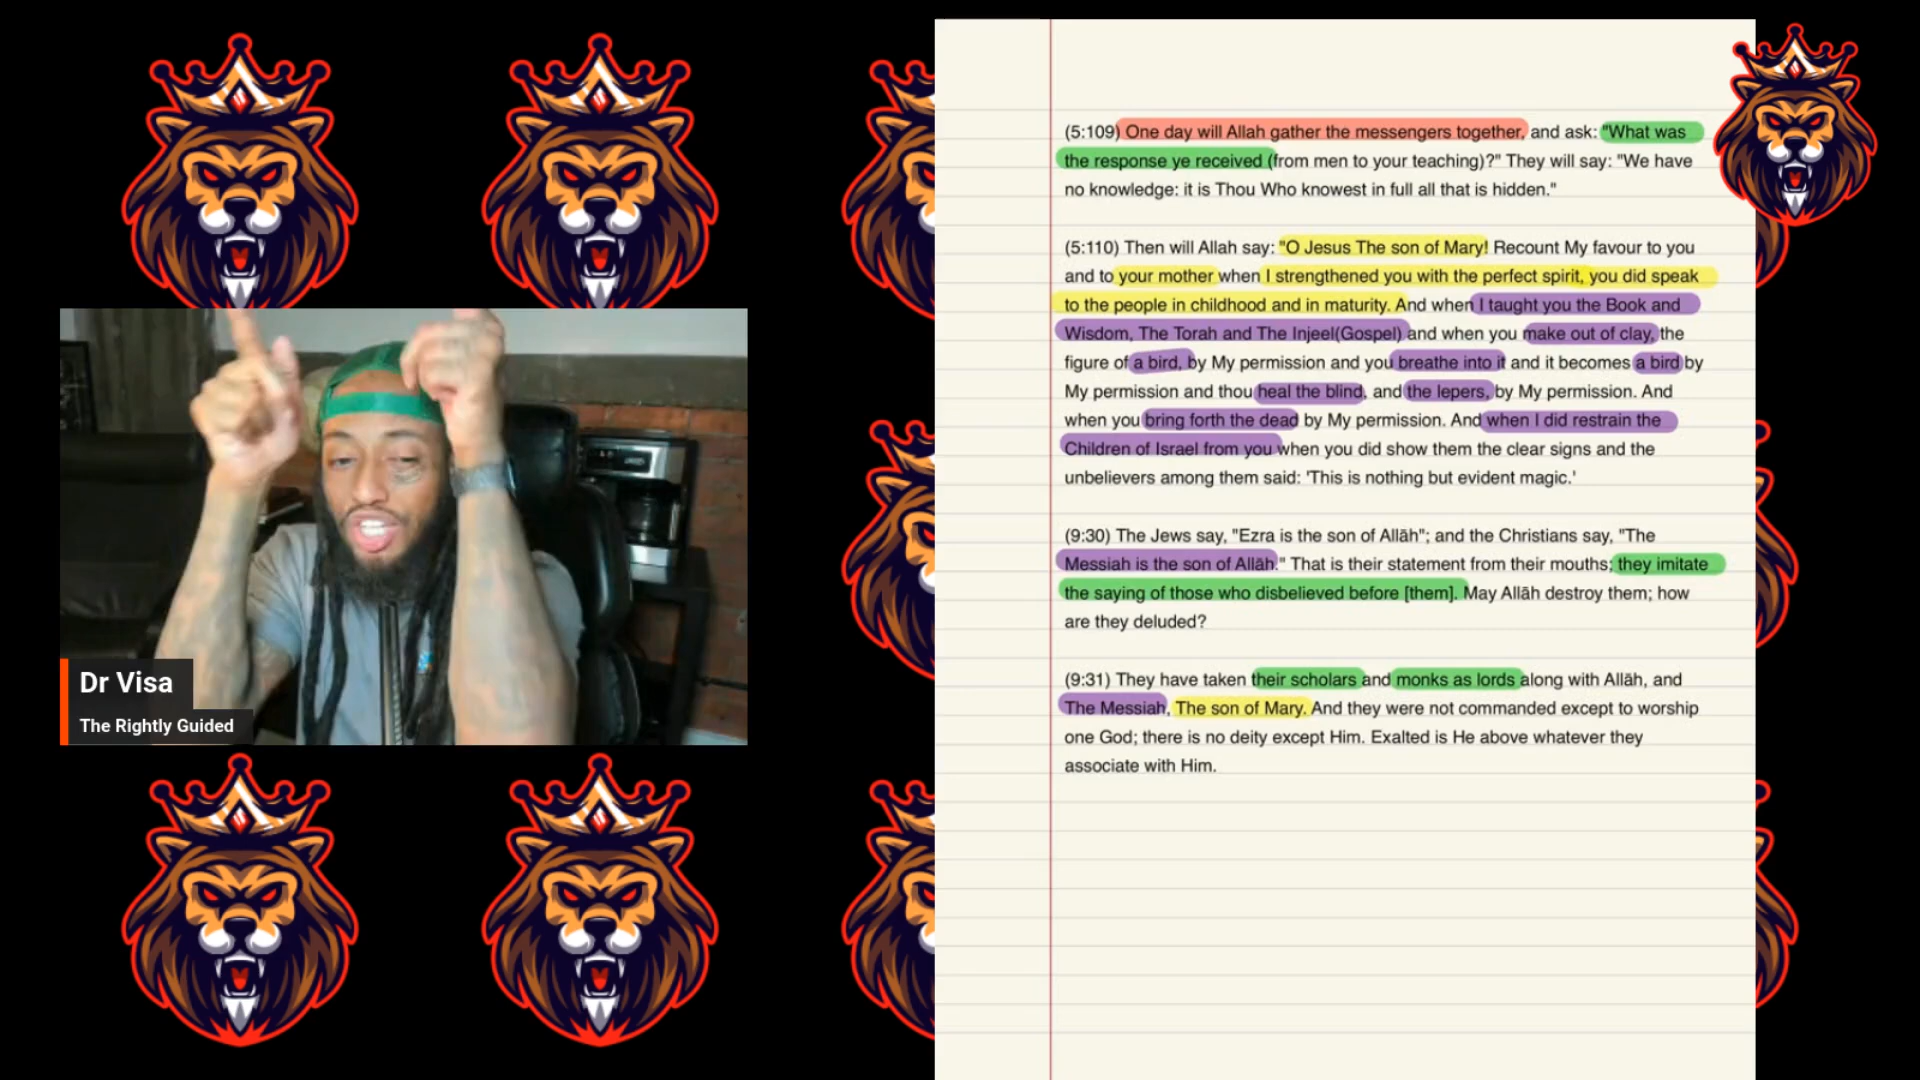 (5:109) One day will Allah gather the messengers together, and ask: "What was
the response ye received (from men to your teaching)?" They will say: "We have
no knowledge: it is Thou Who knowest in full all that is hidden."
(5:110) Then will Allah say: "O Jesus The son of Mary! Recount My favour to you
and to your mother when I strengthened you with the perfect spirit, you did speak
to the people in childhood and in maturity. And when I taught you the Book and
Wisdom, The Torah and The Injeel(Gospel) and when you make out of clay, the
figure of a bird, by My permission and you breathe into it and it becomes a bird by
My permission and thou heal the blind, and the lepers, by My permission. And
when you bring forth the dead by My permission. And when I did restrain the
Children of Israel from you when you did show them the clear signs and the
unbelievers among them said: 'This is nothing but evident magic.'
(9:30) The Jews say, "Ezra is the son of Allāh"; and the Christians say, "The
Messiah is the son of Allāh." That is their statement from their mouths; they imitate
the saying of those who disbelieved before [them]. May Allāh destroy them; how
are they deluded?
(9:31) They have taken their scholars and monks as lords along with Allāh, and
The Messiah, The son of Mary. And they were not commanded except to worship
one God; there is no deity except Him. Exalted is He above whatever they
associate with Him.
Dr Visa
The Rightly Guided